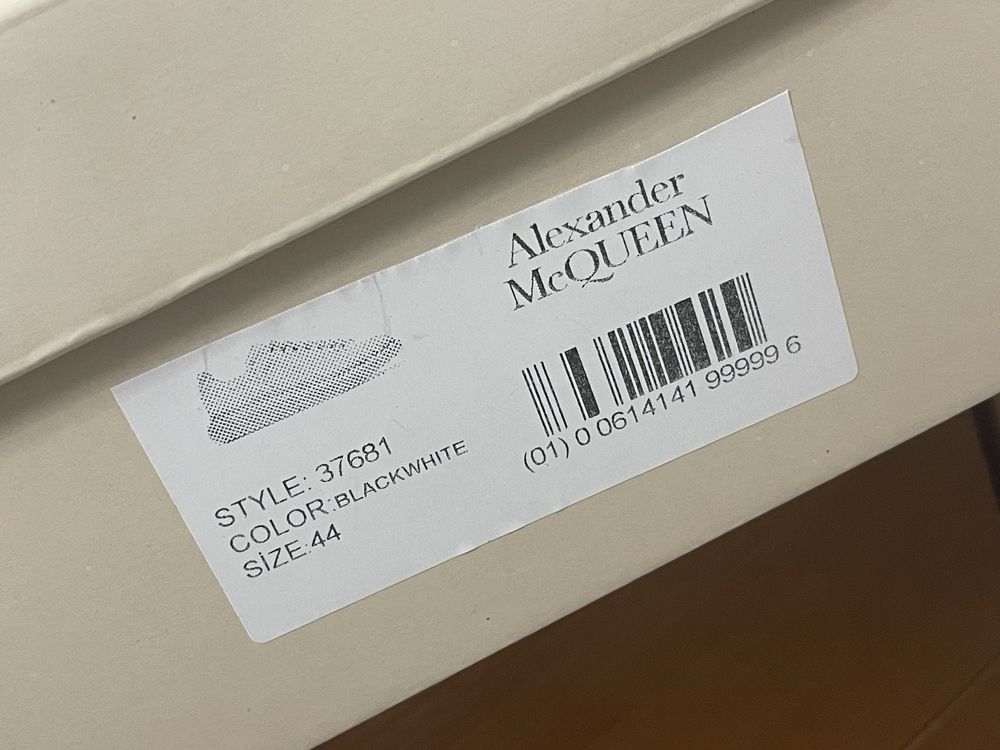 Alexander
McQUEEN
(01) 0 0614141 99999 6
STYLE: 37681
COLOR:BLACKWHITE
SİZE:44